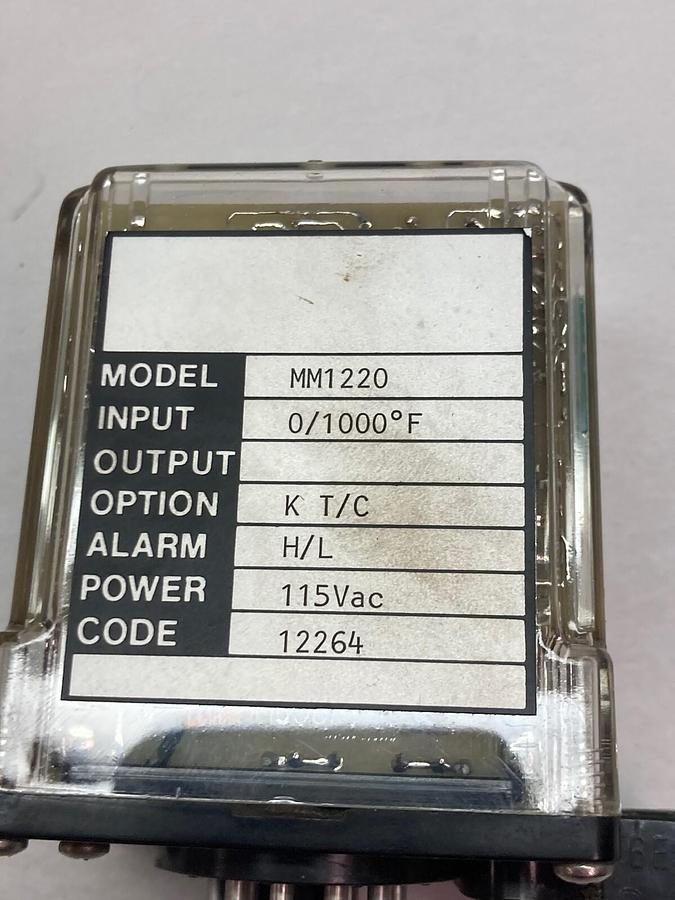 MODEL MM1220
INPUT 0/1000°F
OUTPUT
OPTION K T/C
ALARM H/L
POWER 115Vac
CODE 12264